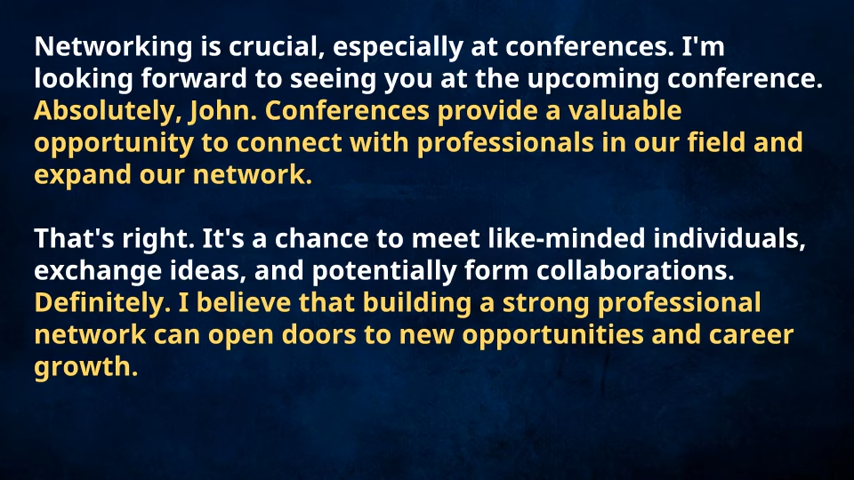 Networking is crucial, especially at conferences. I'm
looking forward to seeing you at the upcoming conference.
Absolutely, John. Conferences provide a valuable
opportunity to connect with professionals in our field and
expand our network.
That's right. It's a chance to meet like-minded individuals,
exchange ideas, and potentially form collaborations.
Definitely. I believe that building a strong professional
network can open doors to new opportunities and career
growth.